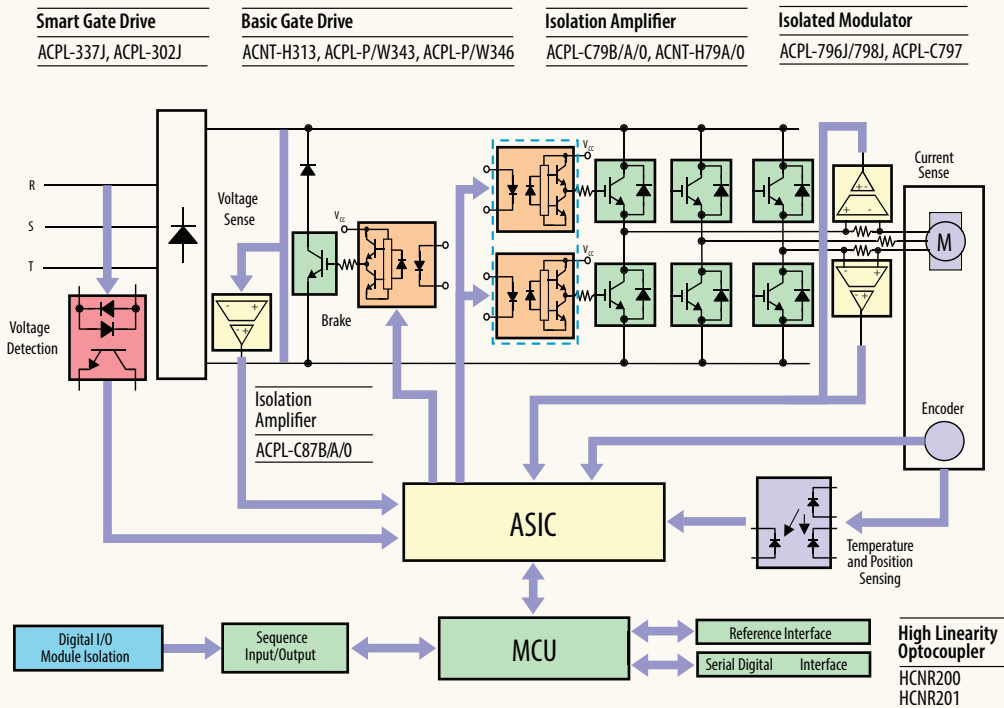 Smart Gate Drive
ACPL-337J, ACPL-302J
Basic Gate Drive
ACNT-H313, ACPL-P/W343, ACPL-P/W346
Isolation Amplifier
ACPL-C79B/A/0, ACNT-H79A/0
Isolated Modulator
ACPL-796J/798J, ACPL-C797
R
S
T
Voltage
Detection
Voltage
Sense
V_CC
Brake
V_CC
V_CC
+ -
- +
Current
Sense
+ -
- +
M
- +
- +
- +
- +
Isolation
Amplifier
ACPL-C87B/A/0
Encoder
ASIC
Temperature
and Position
Sensing
Digital I/O
Module Isolation
Sequence
Input/Output
MCU
Reference Interface
Serial Digital Interface
High Linearity
Optocoupler
HCNR200
HCNR201